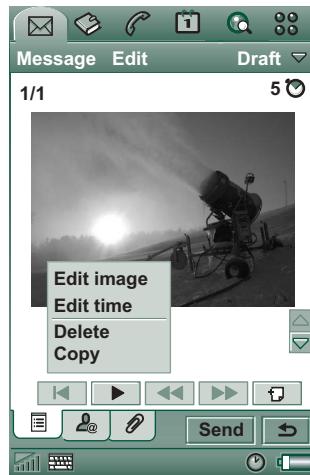 Message Edit Draft
1/1 5
Edit image
Edit time
Delete
Copy
Send